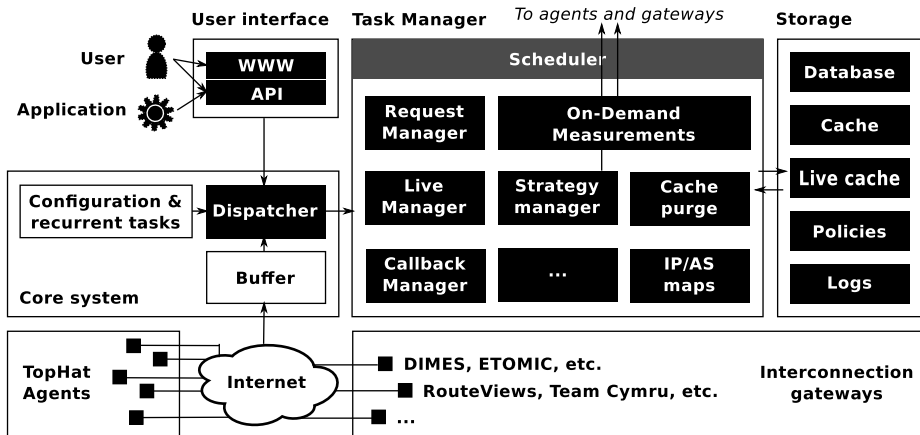 User interface
Task Manager
To agents and gateways
Storage
User
WWW
API
Application
Scheduler
Request
Manager
On-Demand
Measurements
Live
Manager
Strategy
manager
Cache
purge
Callback
Manager
...
IP/AS
maps
Database
Cache
Live cache
Policies
Logs
Configuration &
recurrent tasks
Dispatcher
Buffer
Core system
TopHat
Agents
Internet
DIMES, ETOMIC, etc.
RouteViews, Team Cymru, etc.
...
Interconnection
gateways